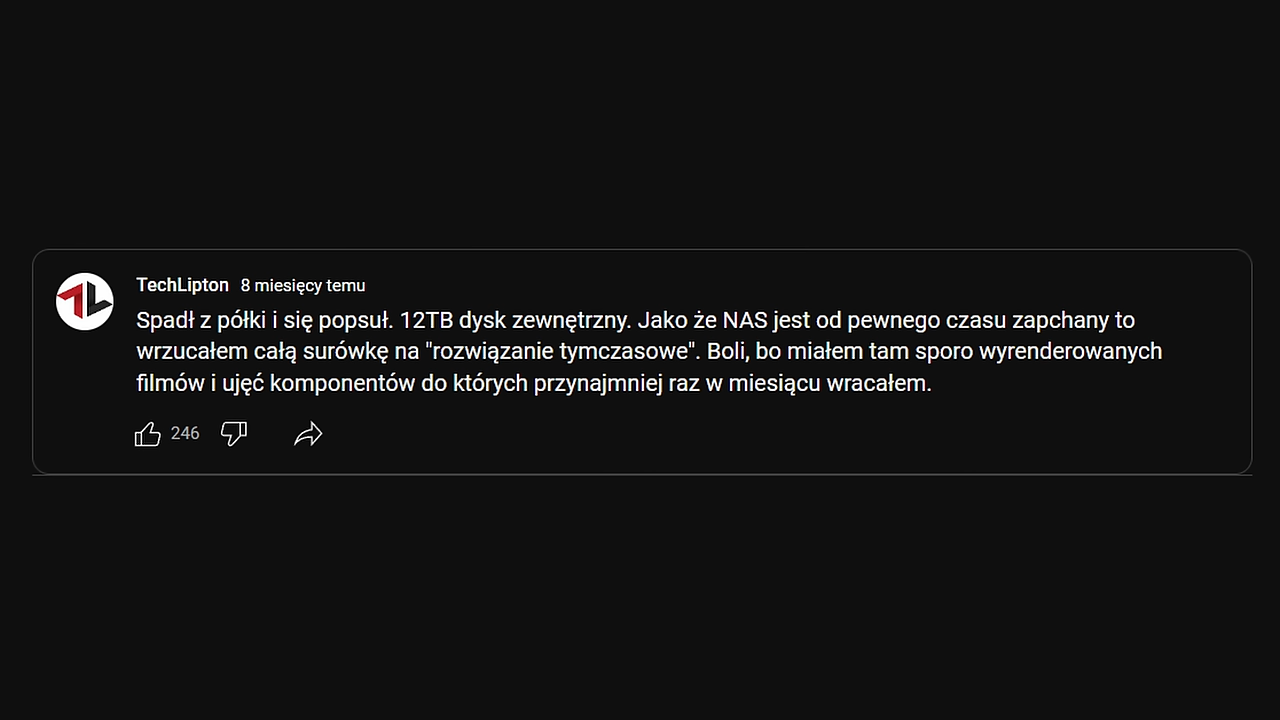 TechLipton 8 miesięcy temu
Spadł z półki i się popsuł. 12TB dysk zewnętrzny. Jako że NAS jest od pewnego czasu zapchany to
wrzucałem całą surówkę na "rozwiązanie tymczasowe". Boli, bo miałem tam sporo wyrenderowanych
filmów i ujęć komponentów do których przynajmniej raz w miesiącu wracałem.
246